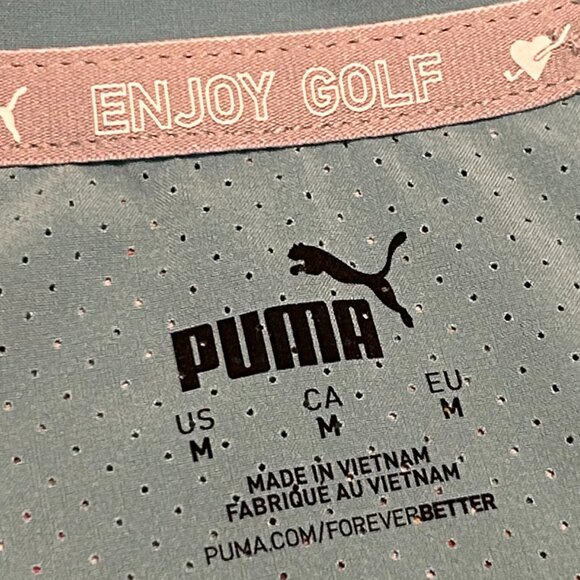 ENJOY GOLF
PUMA
US CA EU
M M M
MADE IN VIETNAM
FABRIQUE AU VIETNAM
PUMA.COM/FOREVERBETTER